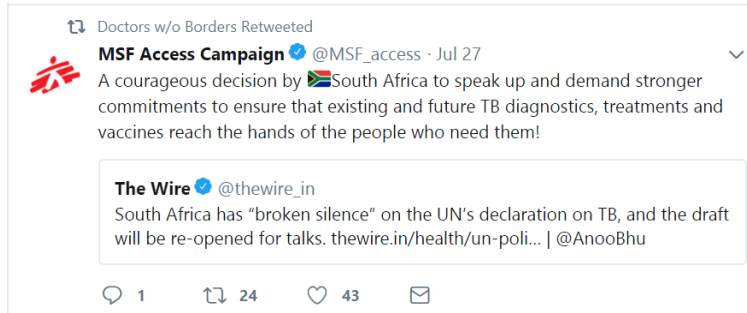 Doctors w/o Borders Retweeted
MSF Access Campaign @MSF_access · Jul 27
A courageous decision by 🇿🇦South Africa to speak up and demand stronger
commitments to ensure that existing and future TB diagnostics, treatments and
vaccines reach the hands of the people who need them!
The Wire @thewire_in
South Africa has “broken silence” on the UN’s declaration on TB, and the draft
will be re-opened for talks. thewire.in/health/un-poli... | @AnooBhu
1 24 43